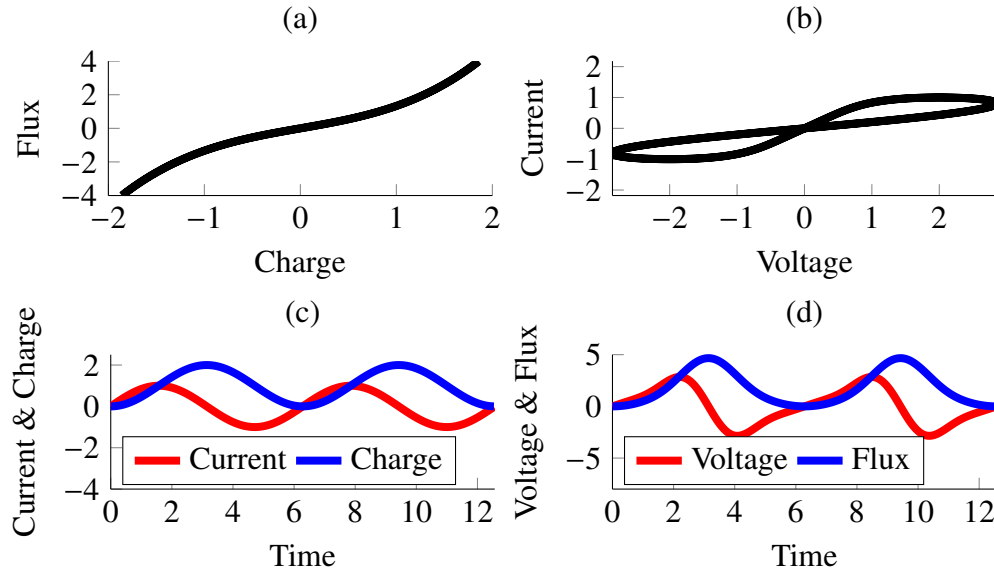 (a)
4
2
0
−2
−4
Flux
−2 −1 0 1 2
Charge
(b)
2
1
0
−1
−2
Current
−2 −1 0 1 2
Voltage
(c)
2
0
−2
−4
Current & Charge
Current Charge
0 2 4 6 8 10 12
Time
(d)
5
0
−5
Voltage & Flux
Voltage Flux
0 2 4 6 8 10 12
Time